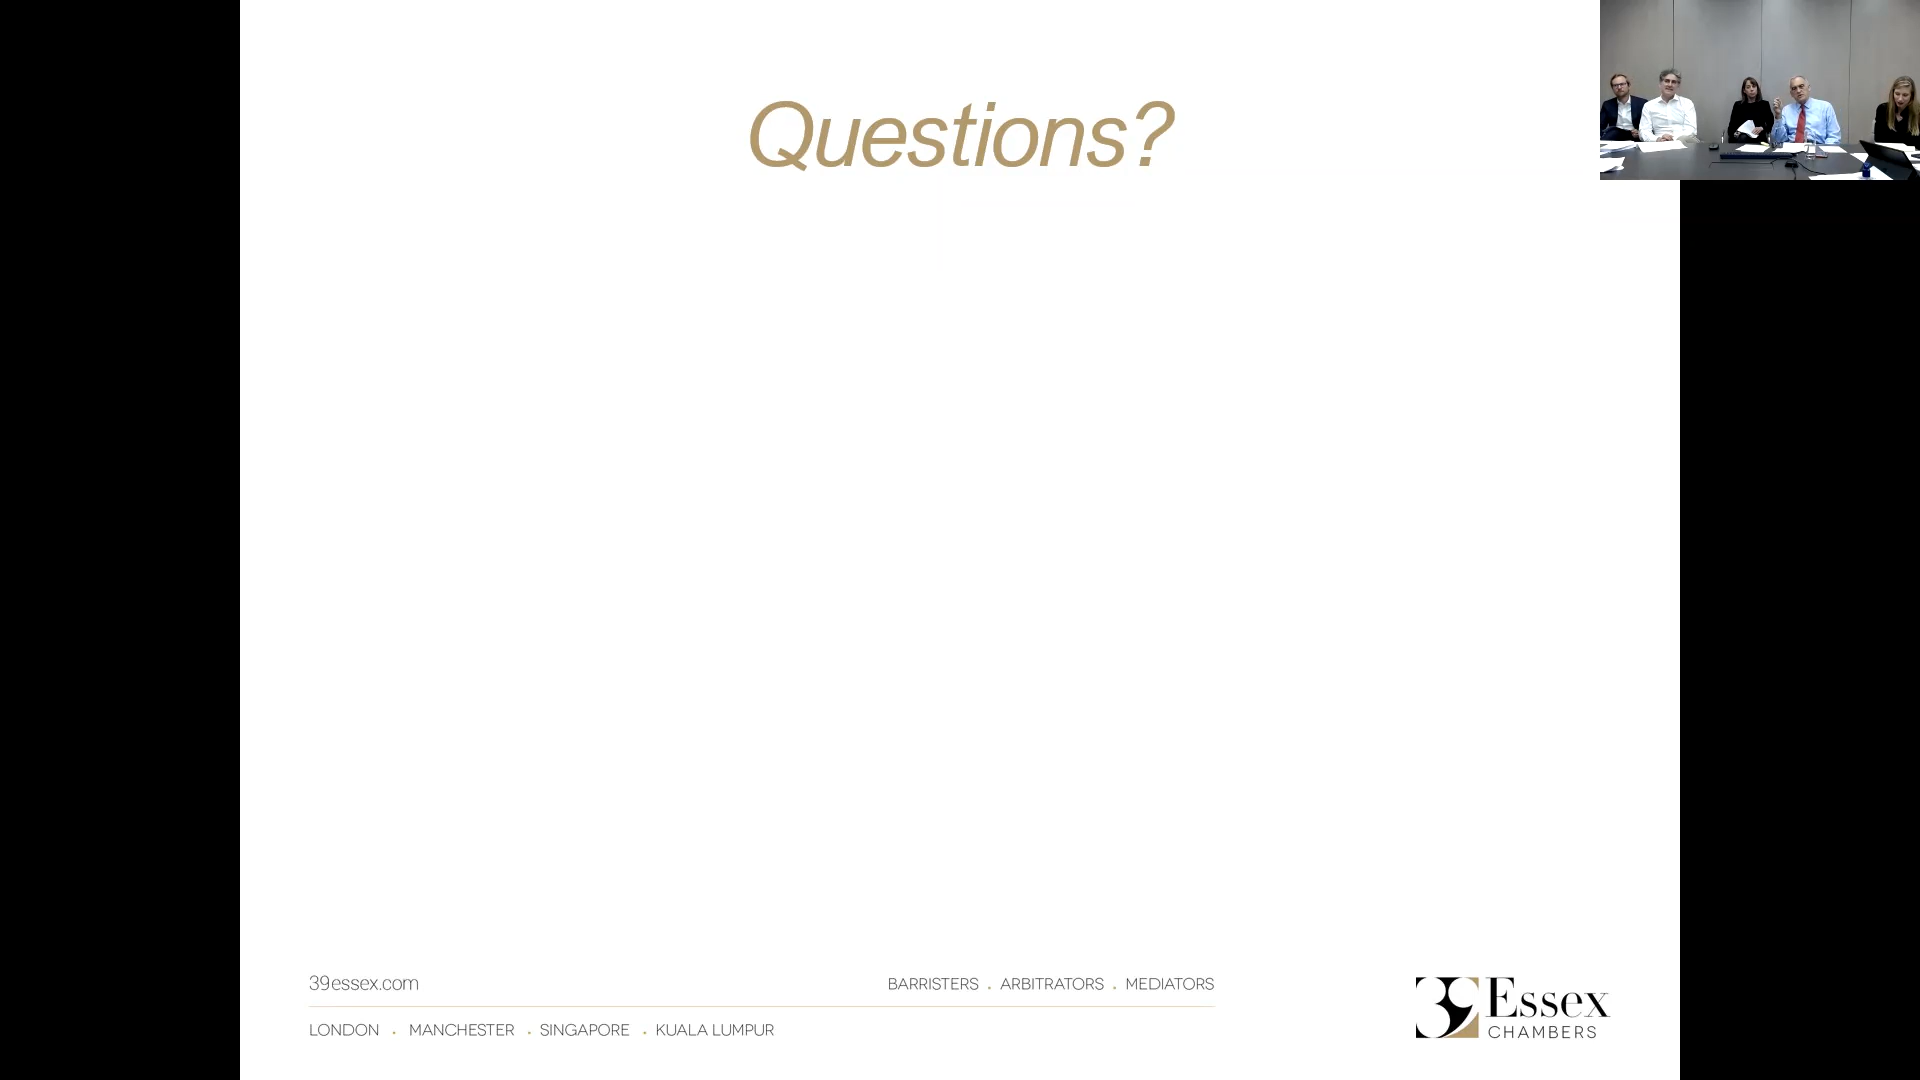 Questions?
39essex.com
BARRISTERS . ARBITRATORS . MEDIATORS
LONDON . MANCHESTER . SINGAPORE . KUALA LUMPUR
39 Essex
CHAMBERS